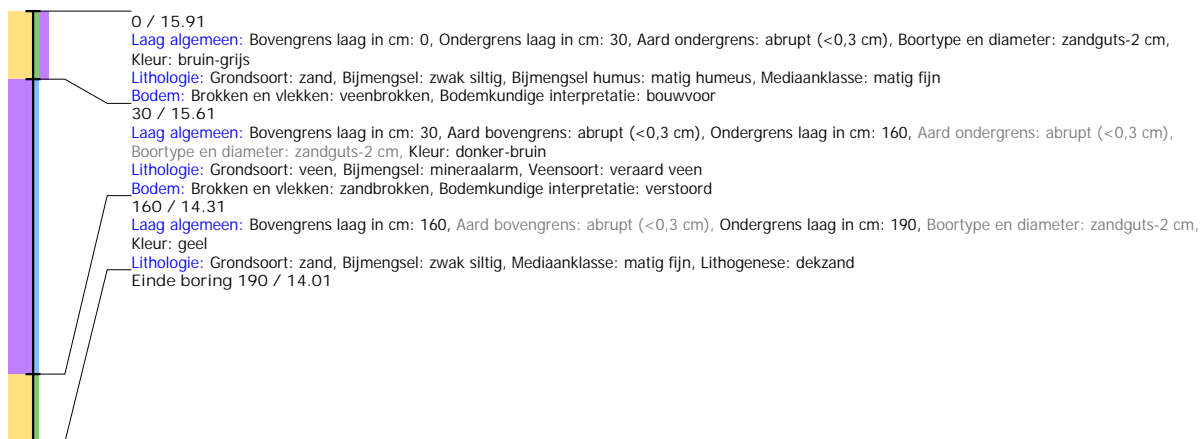 0 / 15.91
Laag algemeen: Bovengrens laag in cm: 0, Ondergrens laag in cm: 30, Aard ondergrens: abrupt (<0,3 cm), Boortype en diameter: zandguts-2 cm,
Kleur: bruin-grijs
Lithologie: Grondsoort: zand, Bijmengsel: zwak siltig, Bijmengsel humus: matig humeus, Mediaanklasse: matig fijn
Bodem: Brokken en vlekken: veenbrokken, Bodemkundige interpretatie: bouwvoor
30 / 15.61
Laag algemeen: Bovengrens laag in cm: 30, Aard bovengrens: abrupt (<0,3 cm), Ondergrens laag in cm: 160, Aard ondergrens: abrupt (<0,3 cm),
Boortype en diameter: zandguts-2 cm, Kleur: donker-bruin
Lithologie: Grondsoort: veen, Bijmengsel: mineraalarm, Veensoort: veraard veen
Bodem: Brokken en vlekken: zandbrokken, Bodemkundige interpretatie: verstoord
160 / 14.31
Laag algemeen: Bovengrens laag in cm: 160, Aard bovengrens: abrupt (<0,3 cm), Ondergrens laag in cm: 190, Boortype en diameter: zandguts-2 cm,
Kleur: geel
Lithologie: Grondsoort: zand, Bijmengsel: zwak siltig, Mediaanklasse: matig fijn, Lithogenese: dekzand
Einde boring 190 / 14.01